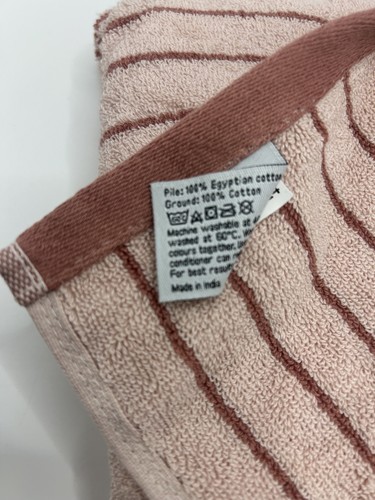 Pile: 100% Egyptian cotton
Ground: 100% Cotton
Machine washable at
washed at 60°C.
colours together.
conditioner can
For best
Made in India